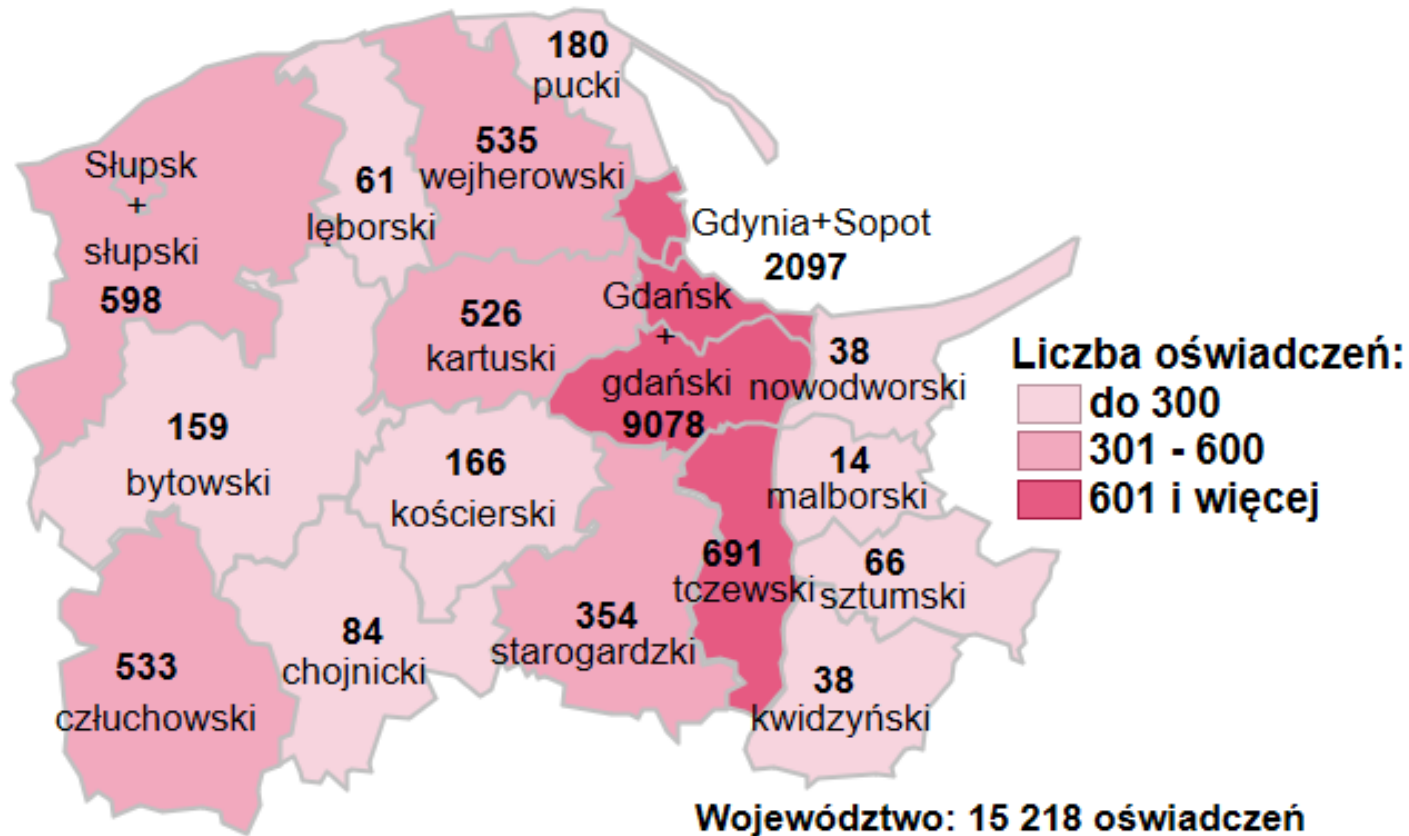 180
pucki
535
wejherowski
Słupsk
+
słupski
598
61
lęborski
Gdynia+Sopot
2097
Gdańsk
+
gdański
9078
526
kartuski
38
nowodworski
Liczba oświadczeń:
do 300
301 - 600
601 i więcej
159
bytowski
166
kościerski
14
malborski
691
tczewski
66
sztumski
354
starogardzki
84
chojnicki
533
człuchowski
38
kwidzyński
Województwo: 15 218 oświadczeń